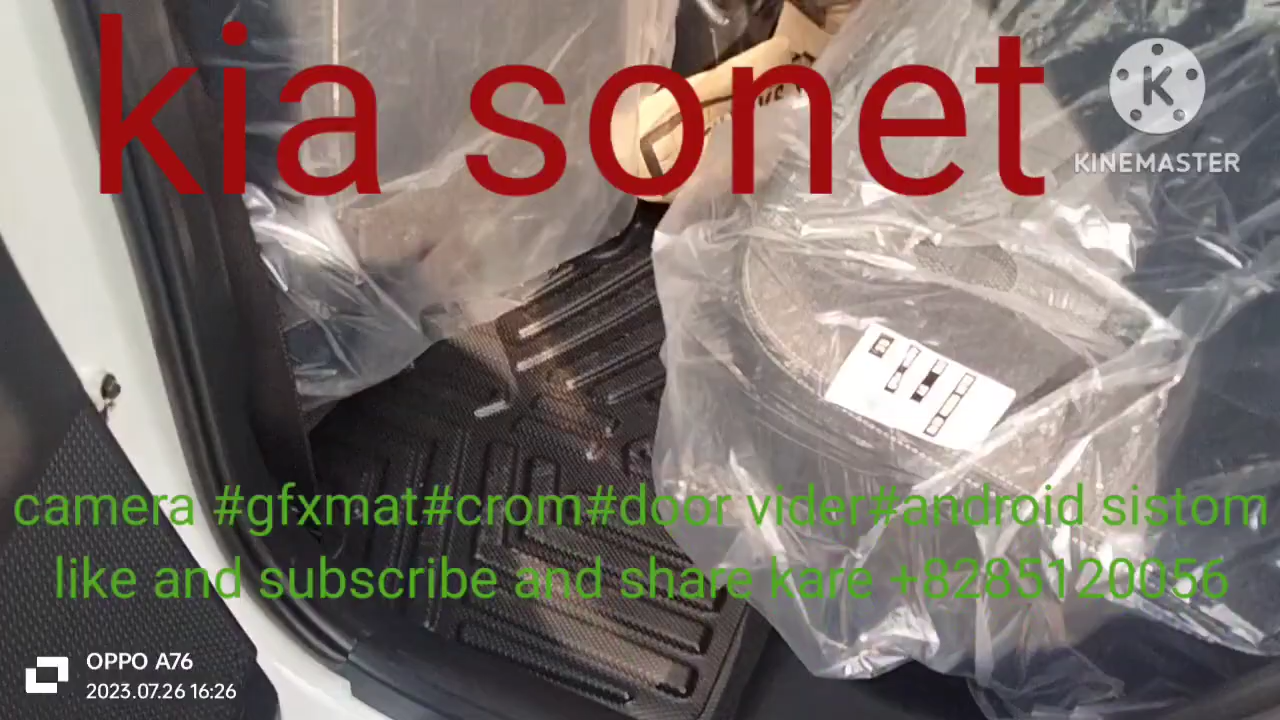 kia sonet
KINEMASTER
camera #gfxmat#crom#door vider#android sistom
like and subscribe and share kare +8285120056
OPPO A76
2023.07.26 16:26